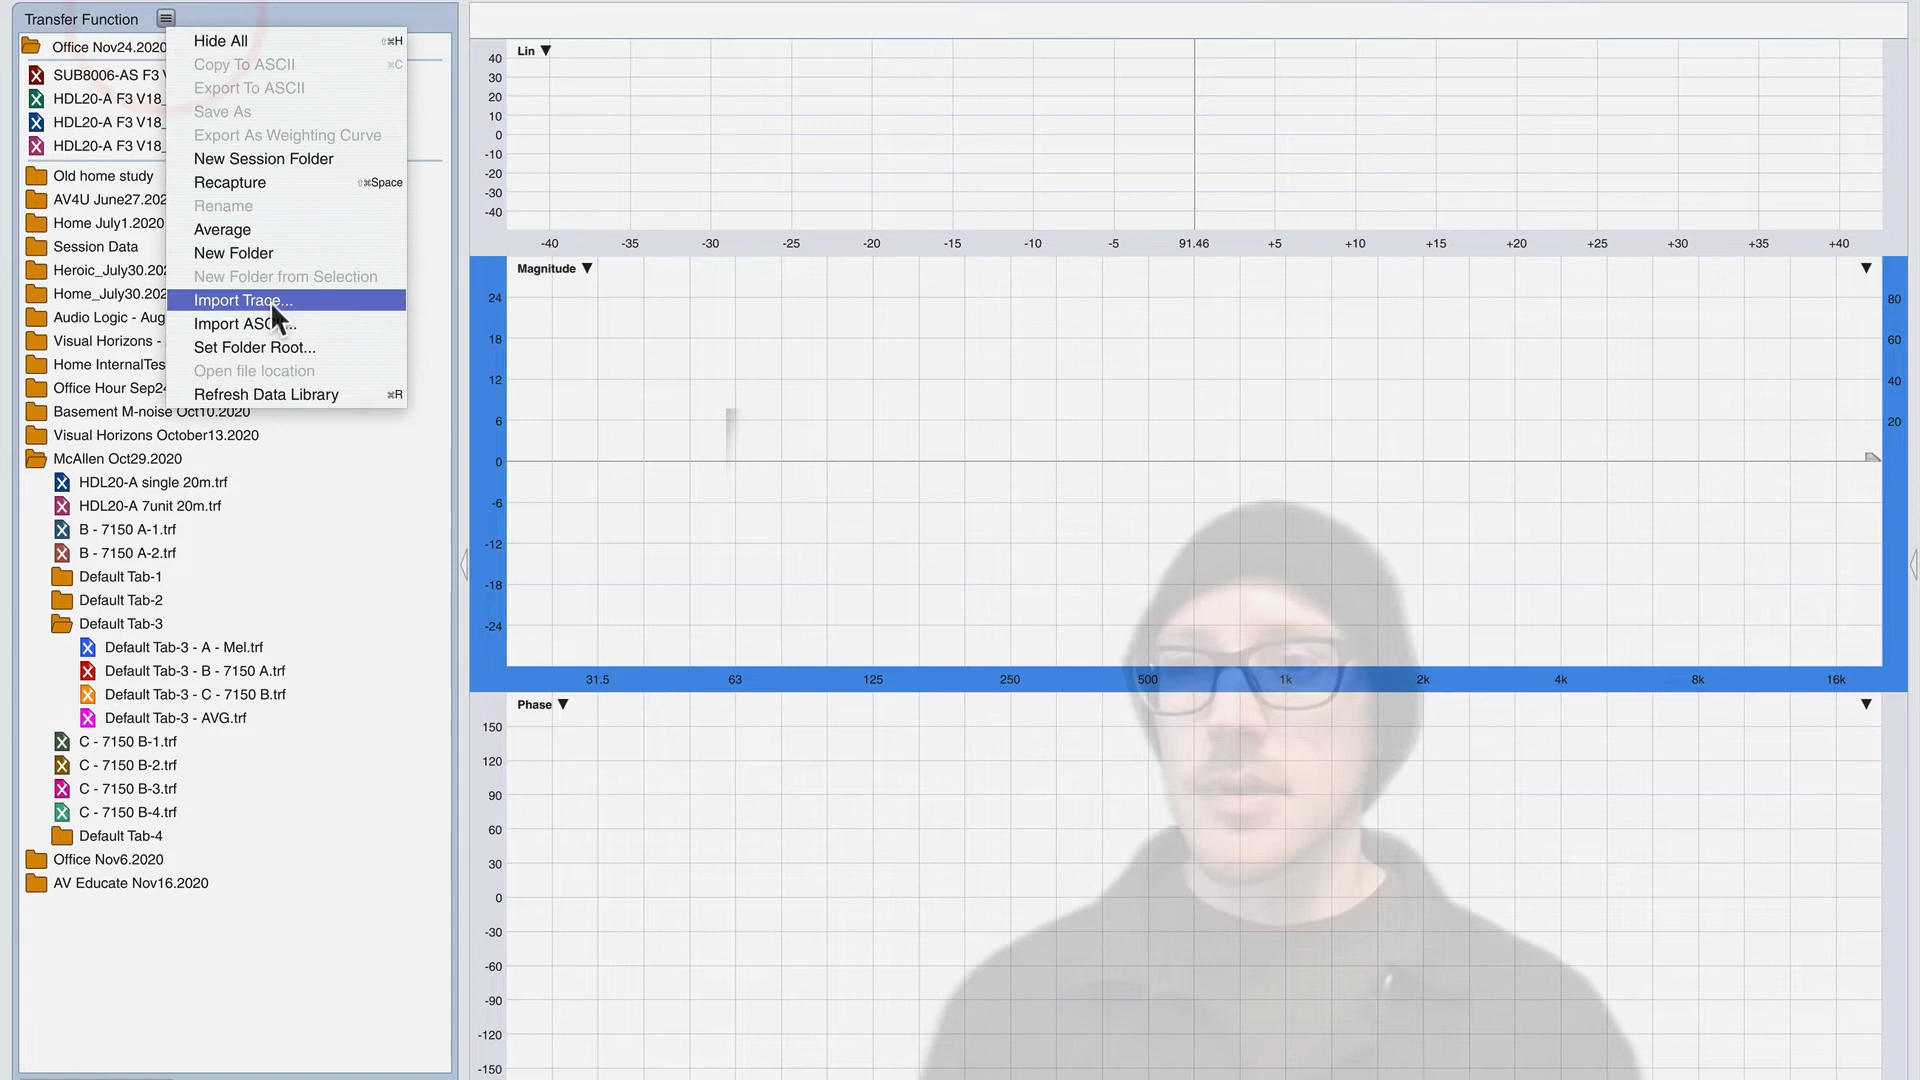 Transfer Function
Office Nov24.2020
SUB8006-AS F3 V
HDL20-A F3 V18_
HDL20-A F3 V18_
HDL20-A F3 V18_
Old home study
AV4U June27.202
Home July1.2020
Session Data
Heroic_July30.202
Home_July30.202
Audio Logic - Aug
Visual Horizons -
Home InternalTes
Office Hour Sep24
Basement M-noise Oct10.2020
Visual Horizons October13.2020
McAllen Oct29.2020
HDL20-A single 20m.trf
HDL20-A 7unit 20m.trf
B - 7150 A-1.trf
B - 7150 A-2.trf
Default Tab-1
Default Tab-2
Default Tab-3
Default Tab-3 - A - Mel.trf
Default Tab-3 - B - 7150 A.trf
Default Tab-3 - C - 7150 B.trf
Default Tab-3 - AVG.trf
C - 7150 B-1.trf
C - 7150 B-2.trf
C - 7150 B-3.trf
C - 7150 B-4.trf
Default Tab-4
Office Nov6.2020
AV Educate Nov16.2020
Hide All ⇧⌘H
Copy To ASCII ⌘C
Export To ASCII
Save As
Export As Weighting Curve
New Session Folder
Recapture ⇧⌘Space
Rename
Average
New Folder
New Folder from Selection
Import Trace...
Import ASC...
Set Folder Root...
Open file location
Refresh Data Library ⌘R
Lin ▼
40
30
20
10
0
-10
-20
-30
-40
-40 -35 -30 -25 -20 -15 -10 -5 91.46 +5 +10 +15 +20 +25 +30 +35 +40
Magnitude ▼
24 80
18 60
12 40
6 20
0
-6
-12
-18
-24
31.5 63 125 250 500 1k 2k 4k 8k 16k
Phase ▼
150
120
90
60
30
0
-30
-60
-90
-120
-150